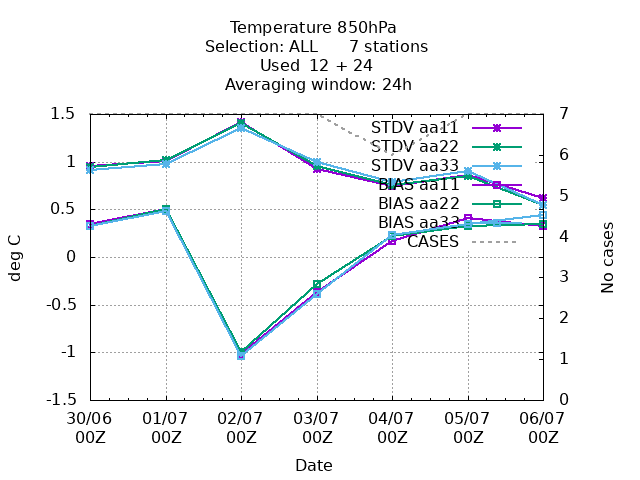 Temperature 850hPa
Selection: ALL      7 stations
Used  12 + 24
Averaging window: 24h
1.5
1
0.5
0
-0.5
-1
-1.5
deg C
STDV aa11
STDV aa22
STDV aa33
BIAS aa11
BIAS aa22
BIAS aa33
CASES
7
6
5
4
3
2
1
0
No cases
30/06 01/07 02/07 03/07 04/07 05/07 06/07
00Z 00Z 00Z 00Z 00Z 00Z 00Z
Date